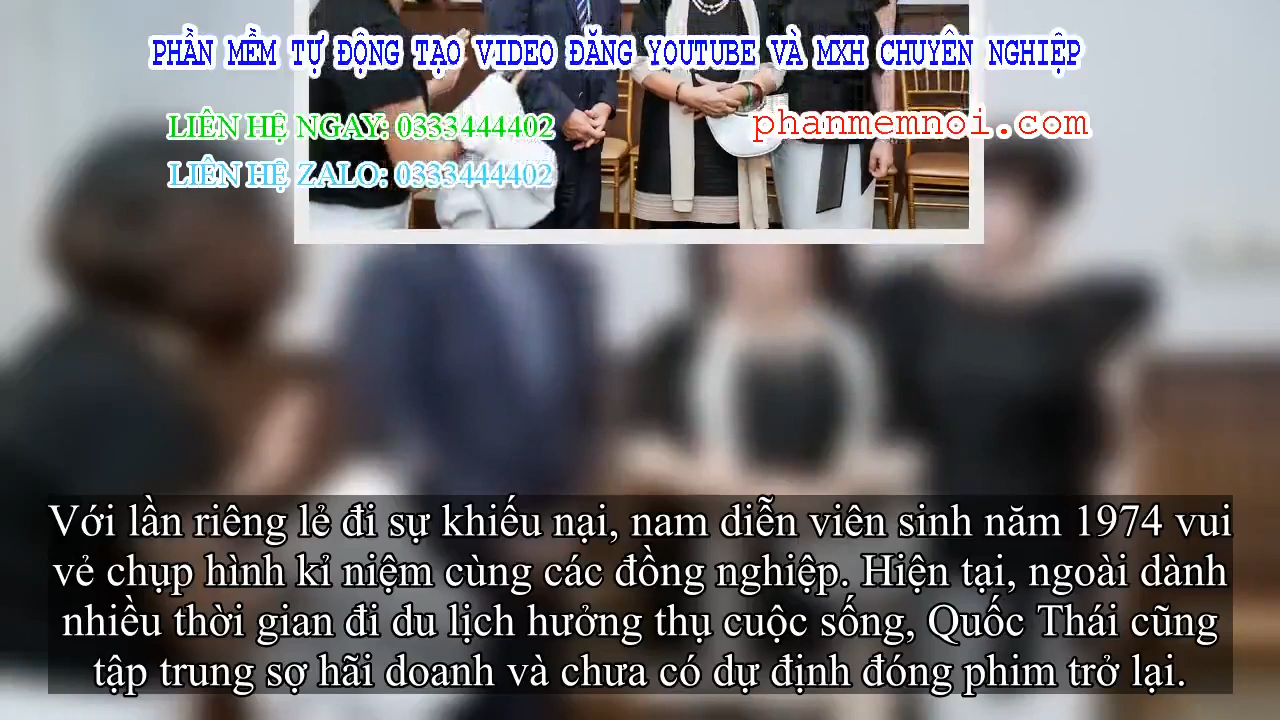 PHẦN MỀM TỰ ĐỘNG TẠO VIDEO ĐĂNG YOUTUBE VÀ MXH CHUYÊN NGHIỆP
LIÊN HỆ NGAY: 0333444402
phanmemnoi.com
LIÊN HỆ ZALO: 0333444402
Với lần riêng lẻ đi sự khiếu nại, nam diễn viên sinh năm 1974 vui
vẻ chụp hình kỉ niệm cùng các đồng nghiệp. Hiện tại, ngoài dành
nhiều thời gian đi du lịch hưởng thụ cuộc sống, Quốc Thái cũng
tập trung sợ hãi doanh và chưa có dự định đóng phim trở lại.